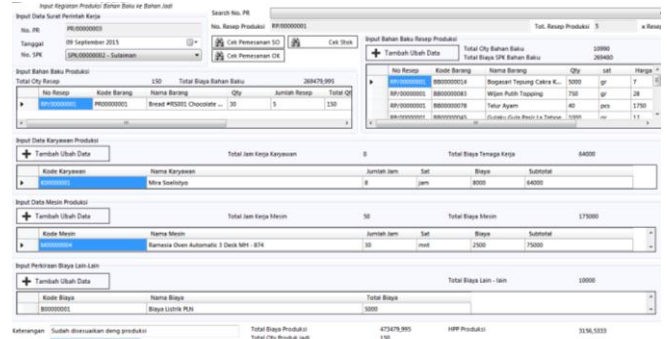 Input Kegiatan Produksi Bahan Baku ke Bahan Jadi
Input Data Surat Perintah Kerja
No. PR PR/00000003
Tanggal 09 September 2015
No. SPK SPK/00000002 - Sulaiman
Search No. PR
No. Resep Produksi RP/00000001
Tot. Resep Produksi 5
Cek Pemesanan SO
Cek Stok
Cek Pemesanan OK
Input Bahan Baku Produksi
Total Qty Resep 150 Total Biaya Bahan Baku 269479,995
No Resep Kode Barang Nama Barang Qty Jumlah Resep
RP/00000001 PR00000001 Bread #RS001 Chocolate ... 30 5 150
Input Bahan Baku Resep Produksi
Tambah Ubah Data
Total Qty Bahan Baku 10990
Total Biaya SPK Bahan Baku 269480
No Resep Kode Barang Nama Barang Qty sat Harga
RP/00000001 BB00000014 Bogasari Tepung Cakra K... 5000 gr 7
RP/00000001 BB00000083 Wijen Putih Topping 750 gr 28
RP/00000001 BB00000078 Telur Ayam 40 pcs 1750
Input Data Karyawan Produksi
Tambah Ubah Data Total Jam Kerja Karyawan 8 Total Biaya Tenaga Kerja 64000
Kode Karyawan Nama Karyawan Jumlah Jam Sat Biaya Subtotal
Mira Soelistyo 8 jam 8000 64000
Input Data Mesin Produksi
Tambah Ubah Data Total Jam Kerja Mesin 50 Total Biaya Mesin 175000
Kode Mesin Nama Mesin Jumlah Jam Sat Biaya Subtotal
M00000004 Ramesia Oven Automatic 3 Deck MH - 874 30 mnt 2500 75000
Input Perkiraan Biaya Lain-Lain
Tambah Ubah Data Total Biaya Lain - lain 10000
Kode Biaya Nama Biaya Total Biaya
B00000001 Biaya Listrik PLN 5000
Keterangan Sudah disesuaikan deng produksi
Total Biaya Produksi 473479,995 HPP Produksi 3156,5333
Total Qty Produk jadi 150